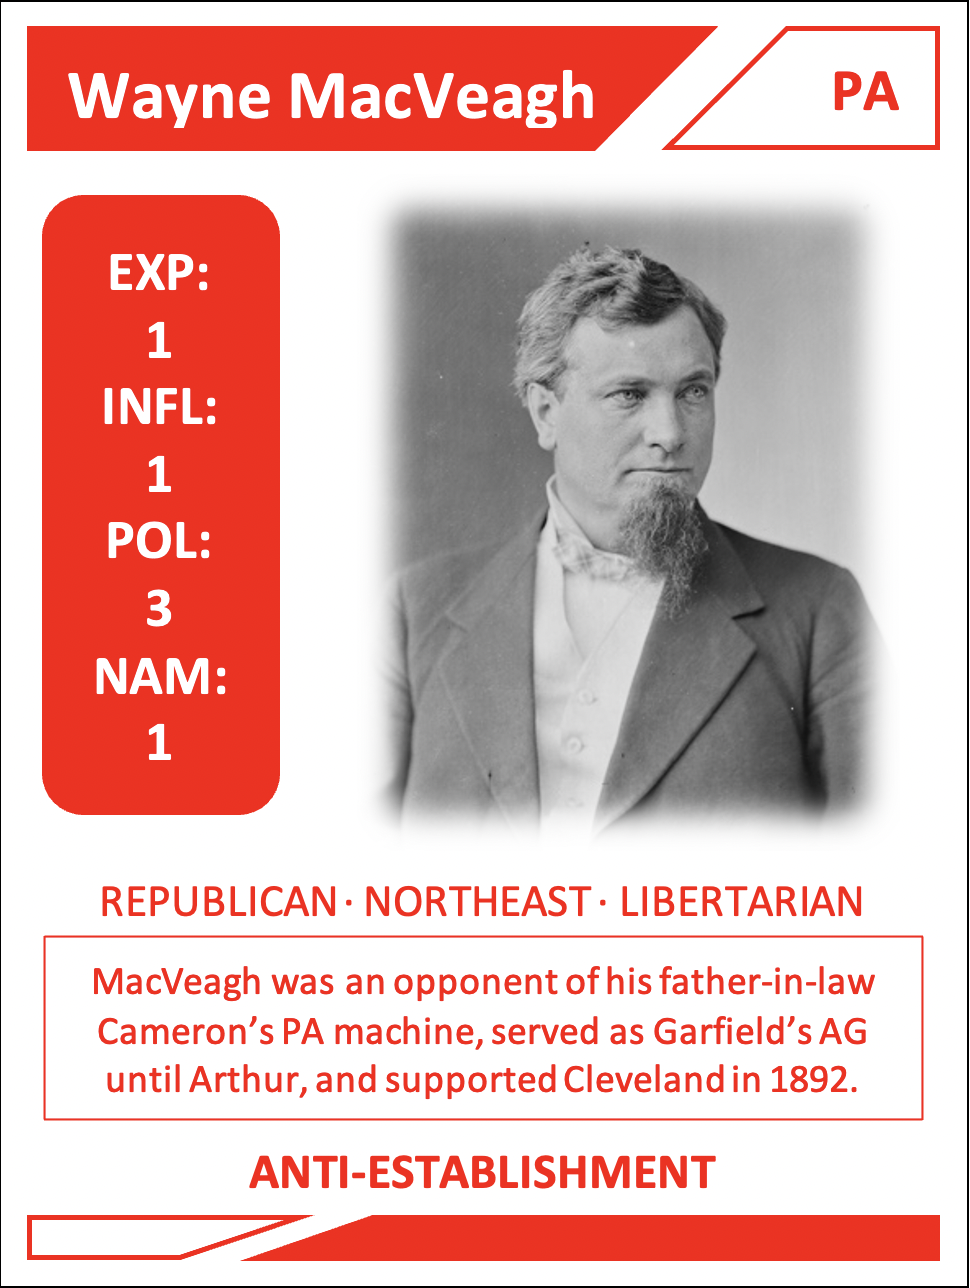 Wayne MacVeagh
PA
EXP:
1
INFL:
1
POL:
3
NAM:
1
REPUBLICAN · NORTHEAST · LIBERTARIAN
MacVeagh was an opponent of his father-in-law
Cameron’s PA machine, served as Garfield’s AG
until Arthur, and supported Cleveland in 1892.
ANTI-ESTABLISHMENT